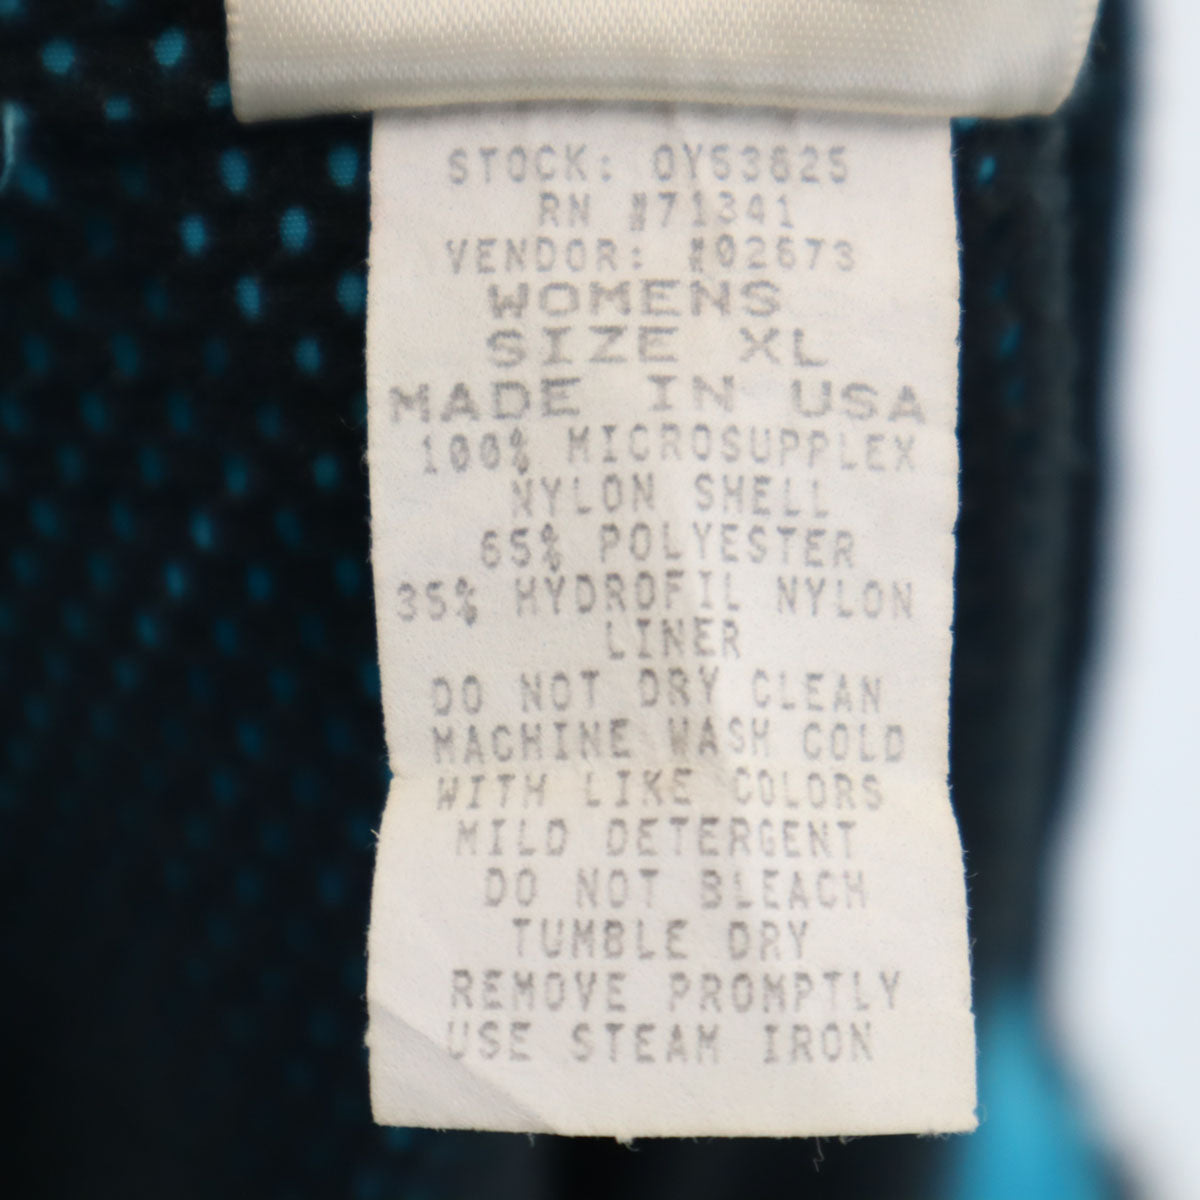 STOCK: 0Y53625
RN #71341
VENDOR: #02673
WOMENS
SIZE XL
MADE IN USA
100% MICROSUPPLEX
NYLON SHELL
65% POLYESTER
35% HYDROFIL NYLON
LINER
DO NOT DRY CLEAN
MACHINE WASH COLD
WITH LIKE COLORS
MILD DETERGENT
DO NOT BLEACH
TUMBLE DRY
REMOVE PROMPTLY
USE STEAM IRON